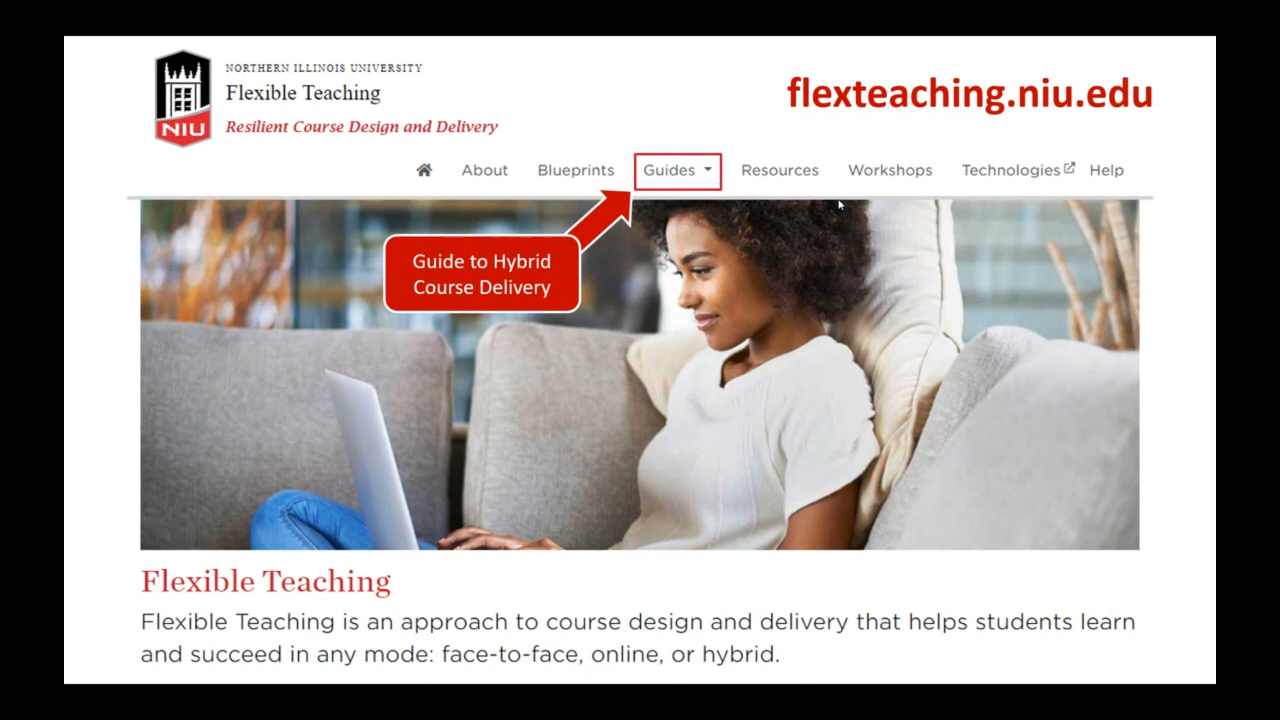 NORTHERN ILLINOIS UNIVERSITY
Flexible Teaching
Resilient Course Design and Delivery
NIU
flexteaching.niu.edu
About Blueprints Guides Resources Workshops Technologies Help
Guide to Hybrid
Course Delivery
Flexible Teaching
Flexible Teaching is an approach to course design and delivery that helps students learn
and succeed in any mode: face-to-face, online, or hybrid.